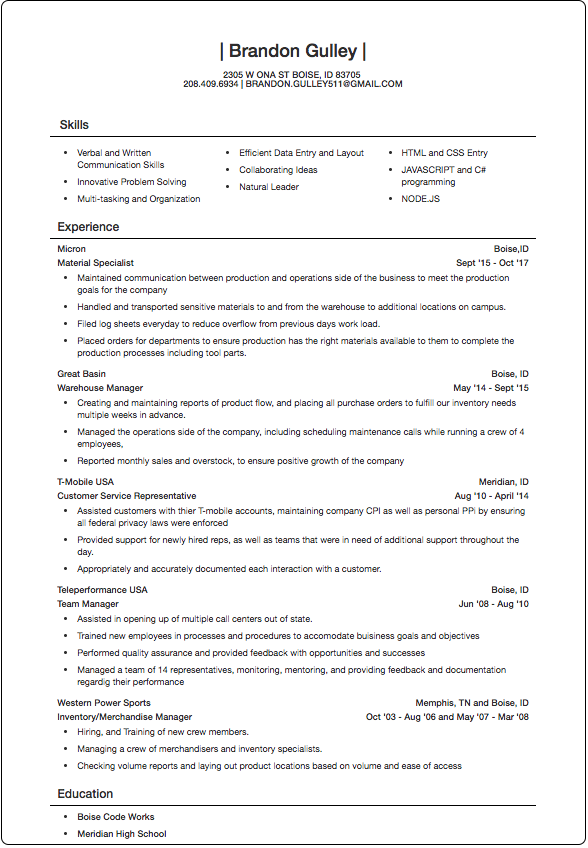 | Brandon Gulley |
2305 W ONA ST BOISE, ID 83705
208.409.6934 | BRANDON.GULLEY511@GMAIL.COM
Skills
• Verbal and Written
Communication Skills
• Innovative Problem Solving
• Multi-tasking and Organization
• Efficient Data Entry and Layout
• Collaborating Ideas
• Natural Leader
• HTML and CSS Entry
• JAVASCRIPT and C#
programming
• NODE.JS
Experience
Micron Boise,ID
Material Specialist Sept '15 - Oct '17
• Maintained communication between production and operations side of the business to meet the production
goals for the company
• Handled and transported sensitive materials to and from the warehouse to additional locations on campus.
• Filed log sheets everyday to reduce overflow from previous days work load.
• Placed orders for departments to ensure production has the right materials available to them to complete the
production processes including tool parts.
Great Basin Boise, ID
Warehouse Manager May '14 - Sept '15
• Creating and maintaining reports of product flow, and placing all purchase orders to fulfill our inventory needs
multiple weeks in advance.
• Managed the operations side of the company, including scheduling maintenance calls while running a crew of 4
employees,
• Reported monthly sales and overstock, to ensure positive growth of the company
T-Mobile USA Meridian, ID
Customer Service Representative Aug '10 - April '14
• Assisted customers with thier T-mobile accounts, maintaining company CPI as well as personal PPi by ensuring
all federal privacy laws were enforced
• Provided support for newly hired reps, as well as teams that were in need of additional support throughout the
day.
• Appropriately and accurately documented each interaction with a customer.
Teleperformance USA Boise, ID
Team Manager Jun '08 - Aug '10
• Assisted in opening up of multiple call centers out of state.
• Trained new employees in processes and procedures to accomodate business goals and objectives
• Performed quality assurance and provided feedback with opportunities and successes
• Managed a team of 14 representatives, monitoring, mentoring, and providing feedback and documentation
regardig their performance
Western Power Sports Memphis, TN and Boise, ID
Inventory/Merchandise Manager Oct '03 - Aug '06 and May '07 - Mar '08
• Hiring, and Training of new crew members.
• Managing a crew of merchandisers and inventory specialists.
• Checking volume reports and laying out product locations based on volume and ease of access
Education
• Boise Code Works
• Meridian High School